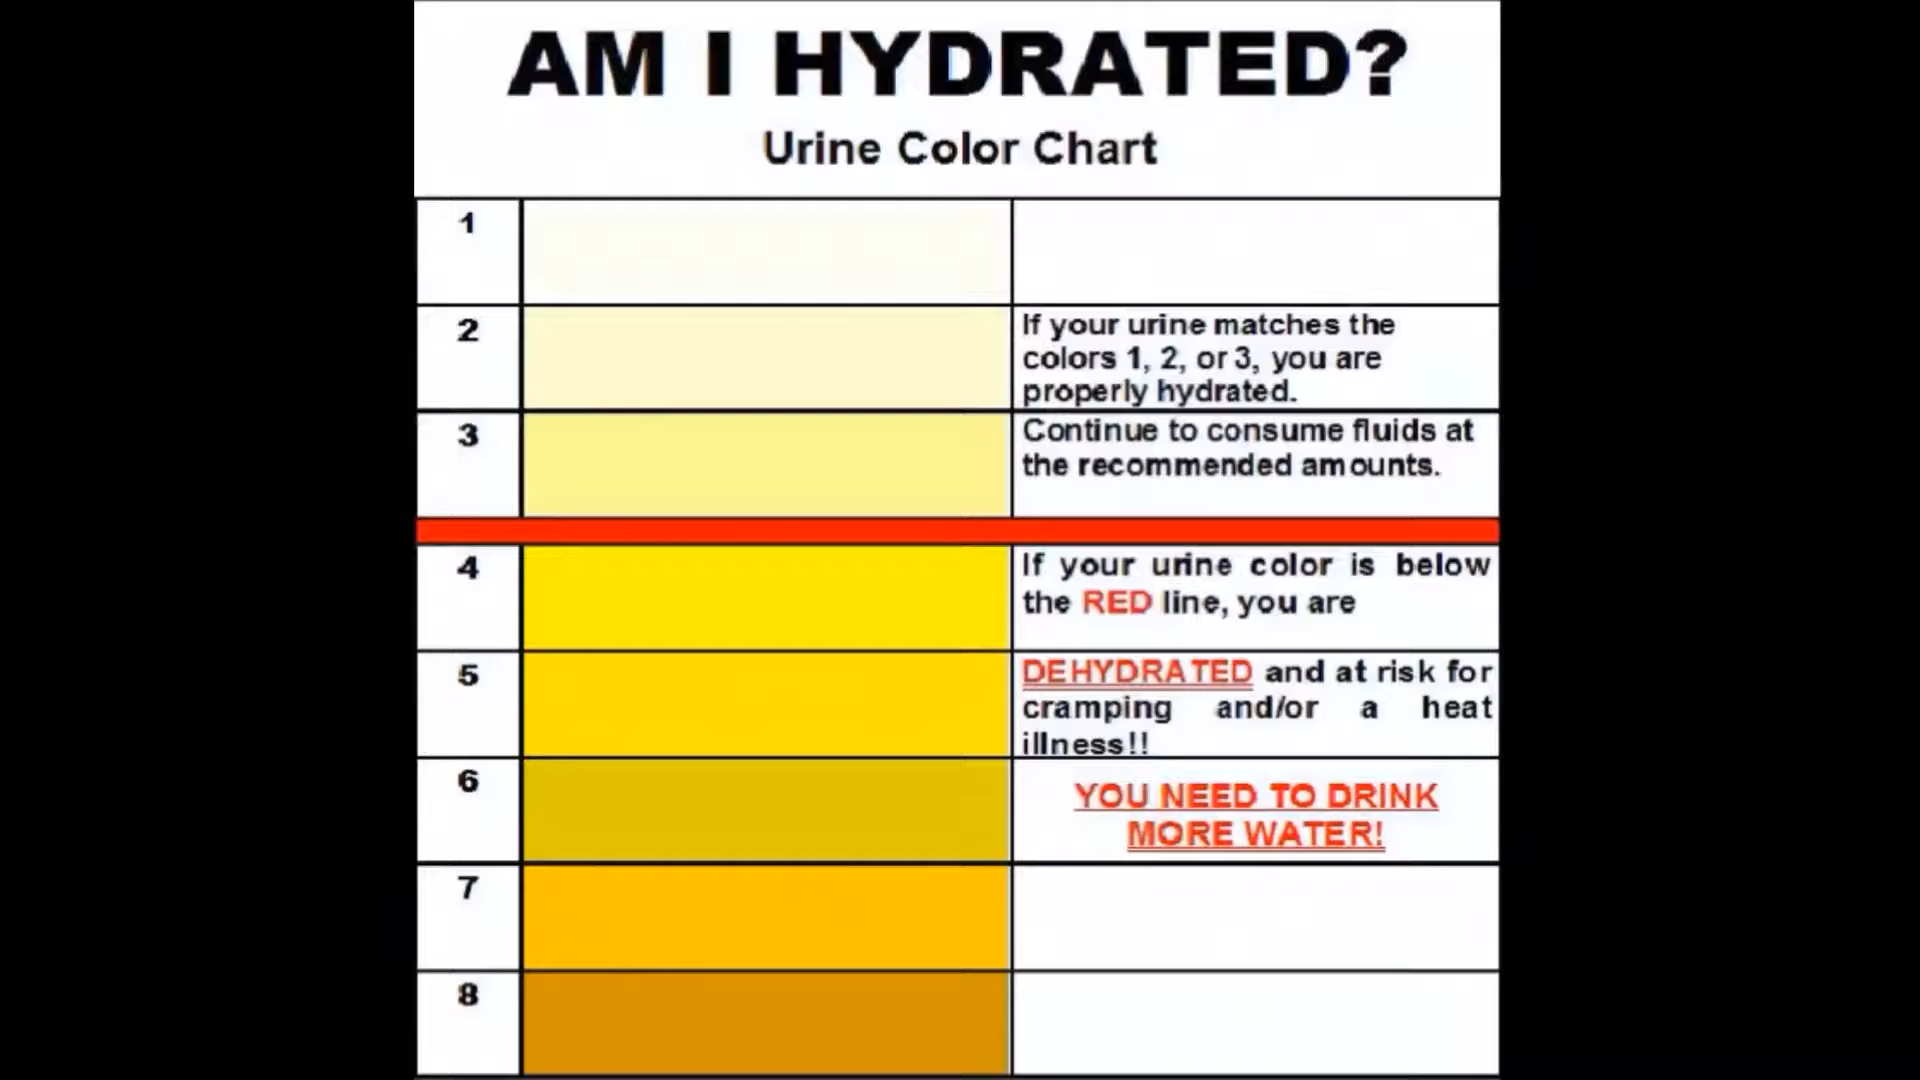 AM I HYDRATED?
Urine Color Chart
1
2
If your urine matches the
colors 1, 2, or 3, you are
properly hydrated.
3
Continue to consume fluids at
the recommended amounts.
4
If your urine color is below
the RED line, you are
5
DEHYDRATED and at risk for
cramping and/or a heat
illness!!
6
YOU NEED TO DRINK
MORE WATER!
7
8